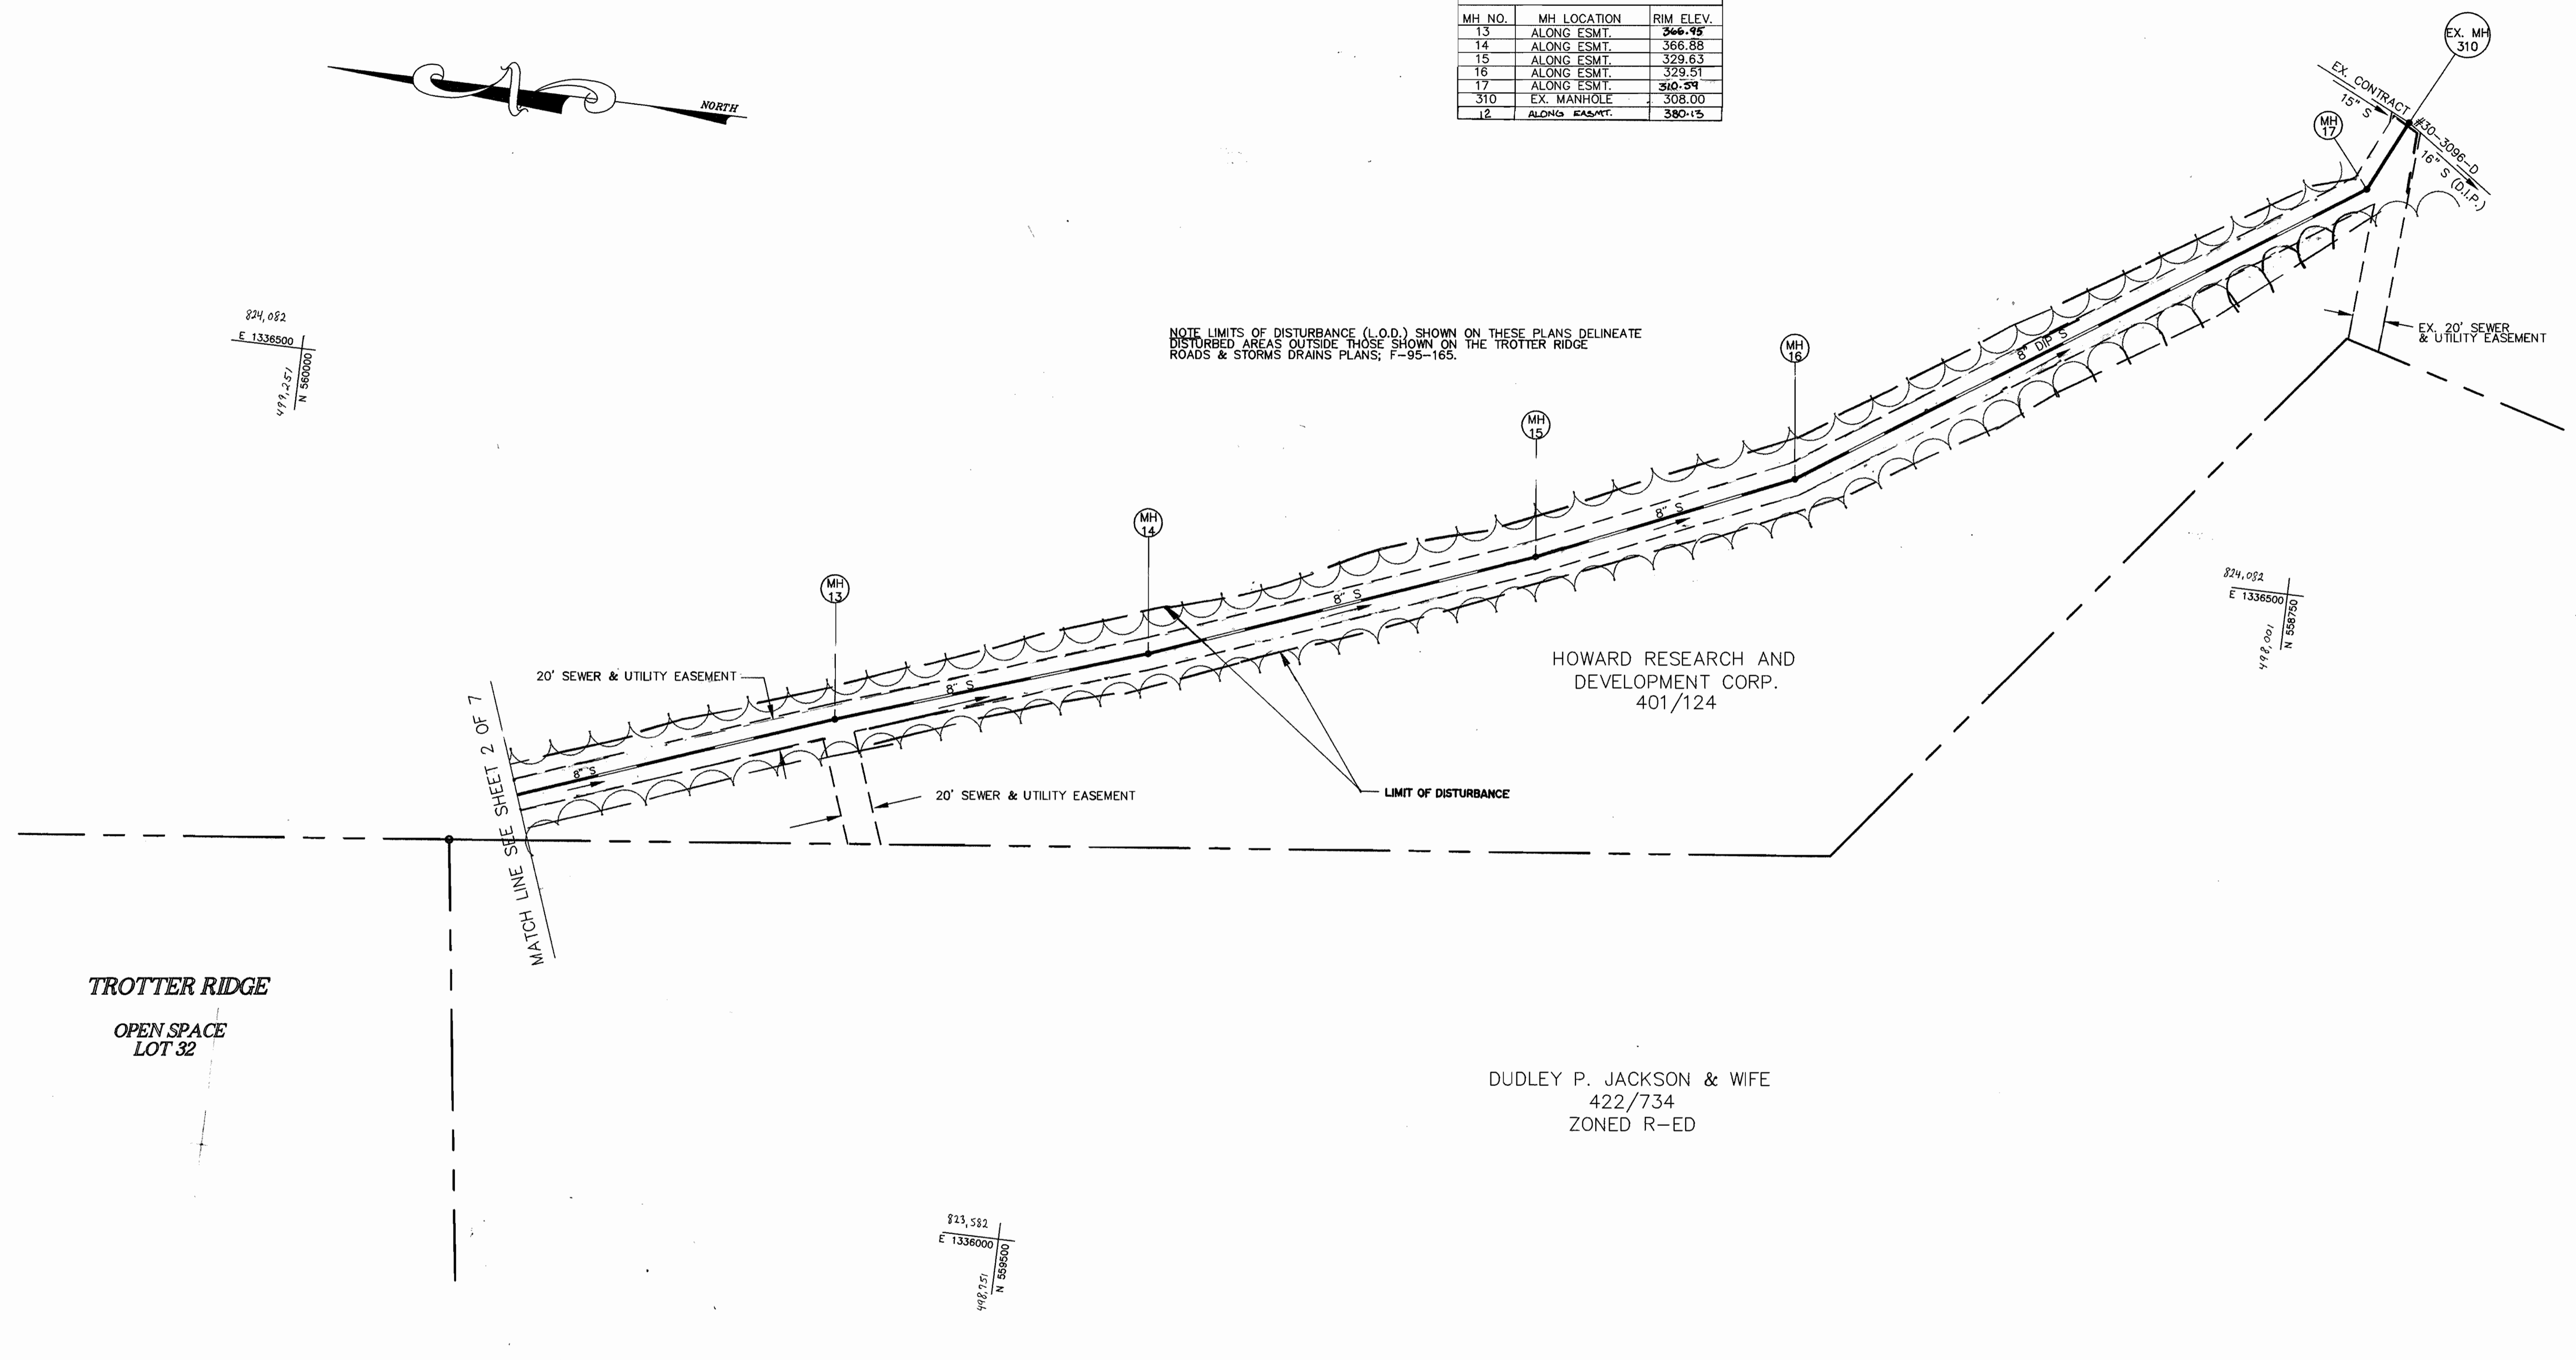 MH NO. MH LOCATION RIM ELEV.
13 ALONG ESMT. 366.95
14 ALONG ESMT. 366.88
15 ALONG ESMT. 329.63
16 ALONG ESMT. 329.51
17 ALONG ESMT. 310.59
310 EX. MANHOLE 308.00
12 ALONG EASMT. 380.13
NORTH
EX. MH
310
EX. CONTRACT #30-3096-D
15" S
16" S (D.I.P.)
MH
17
824,082
E 1336500
499,251
N 560000
NOTE LIMITS OF DISTURBANCE (L.O.D.) SHOWN ON THESE PLANS DELINEATE
DISTURBED AREAS OUTSIDE THOSE SHOWN ON THE TROTTER RIDGE
ROADS & STORMS DRAINS PLANS; F-95-165.
EX. 20' SEWER
& UTILITY EASEMENT
8" DIP S
MH
16
MH
15
8" S
MH
14
8" S
MH
13
8" S
20' SEWER & UTILITY EASEMENT
8" S
MATCH LINE SEE SHEET 2 OF 7
20' SEWER & UTILITY EASEMENT
LIMIT OF DISTURBANCE
HOWARD RESEARCH AND
DEVELOPMENT CORP.
401/124
824,082
E 1336500
498,001
N 558750
TROTTER RIDGE
OPEN SPACE
LOT 32
DUDLEY P. JACKSON & WIFE
422/734
ZONED R-ED
823,582
E 1336000
498,751
N 559500